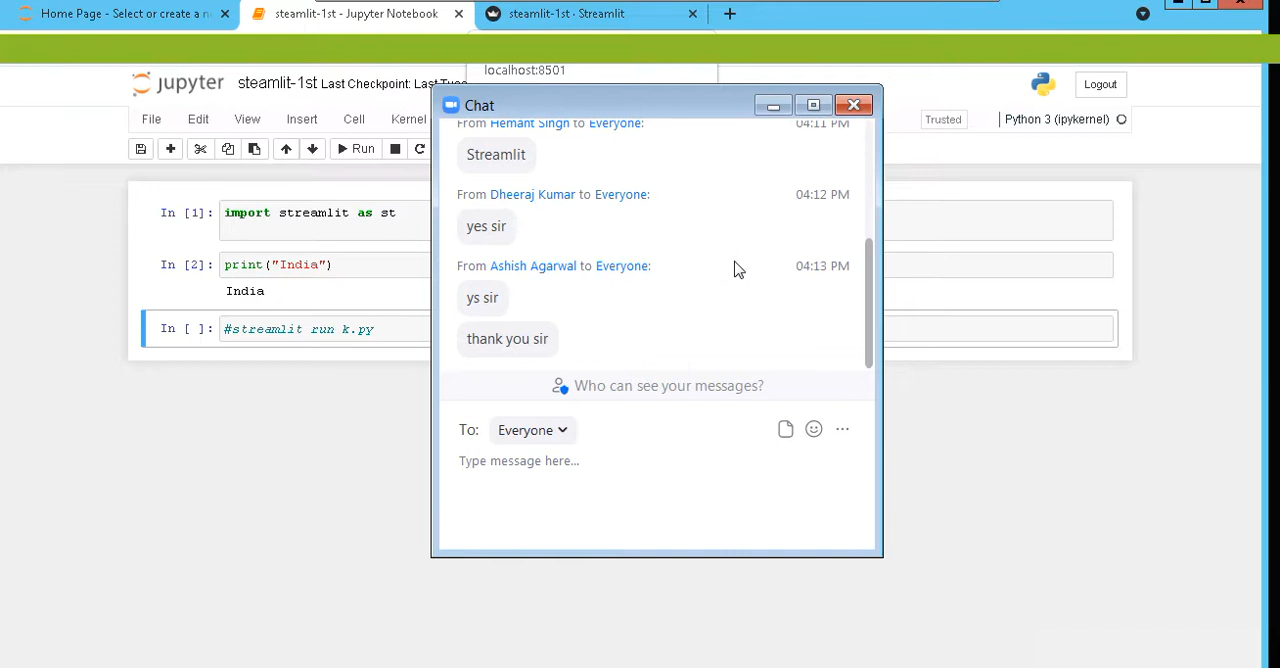 Home Page - Select or create a n
steamlit-1st - Jupyter Notebook
steamlit-1st · Streamlit
localhost:8501
jupyter steamlit-1st Last Checkpoint: Last Tues
Logout
File Edit View Insert Cell Kernel
Trusted
Python 3 (ipykernel)
Run
In [1]: import streamlit as st
In [2]: print("India")
India
In [ ]: #streamlit run k.py
Chat
From Hemant Singh to Everyone: 04:11 PM
Streamlit
From Dheeraj Kumar to Everyone: 04:12 PM
yes sir
From Ashish Agarwal to Everyone: 04:13 PM
ys sir
thank you sir
Who can see your messages?
To: Everyone
Type message here...